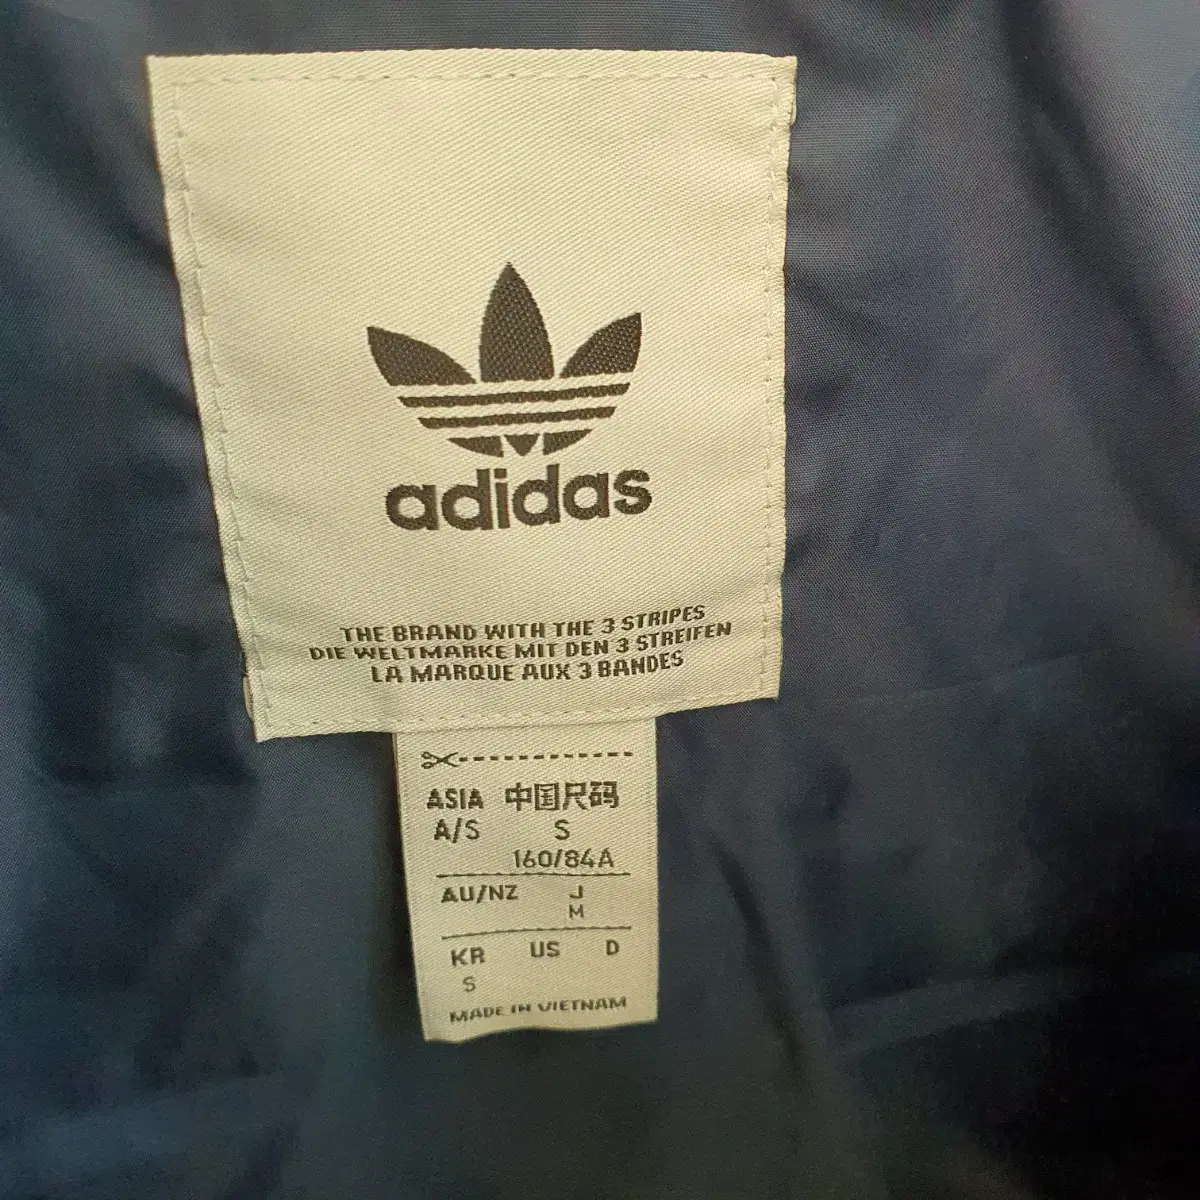 adidas
THE BRAND WITH THE 3 STRIPES
DIE WELTMARKE MIT DEN 3 STREIFEN
LA MARQUE AUX 3 BANDES
ASIA 中国尺码
A/S S
160/84A
AU/NZ J
M
KR US D
S
MADE IN VIETNAM